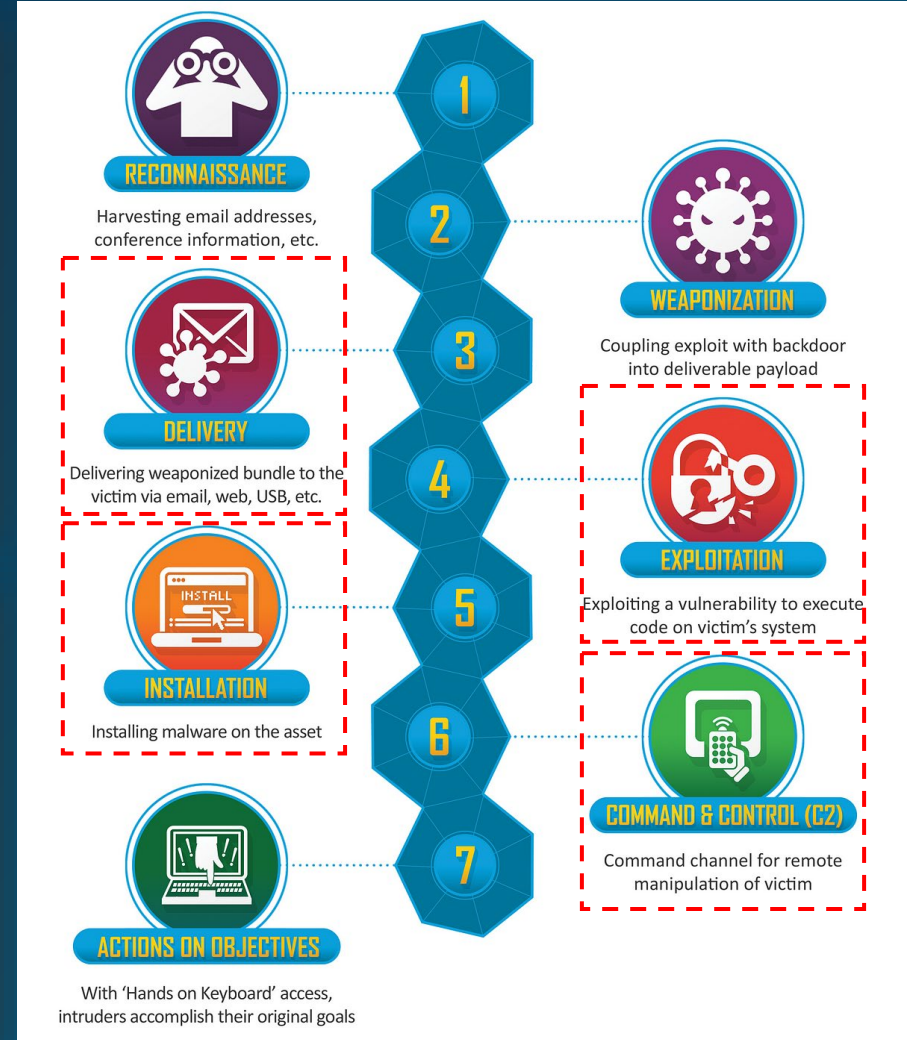 1
RECONNAISSANCE
Harvesting email addresses,
conference information, etc.
2
WEAPONIZATION
Coupling exploit with backdoor
into deliverable payload
3
DELIVERY
Delivering weaponized bundle to the
victim via email, web, USB, etc.
4
EXPLOITATION
Exploiting a vulnerability to execute
code on victim's system
5
INSTALL
INSTALLATION
Installing malware on the asset
6
COMMAND & CONTROL (C2)
Command channel for remote
manipulation of victim
7
ACTIONS ON OBJECTIVES
With ‘Hands on Keyboard’ access,
intruders accomplish their original goals